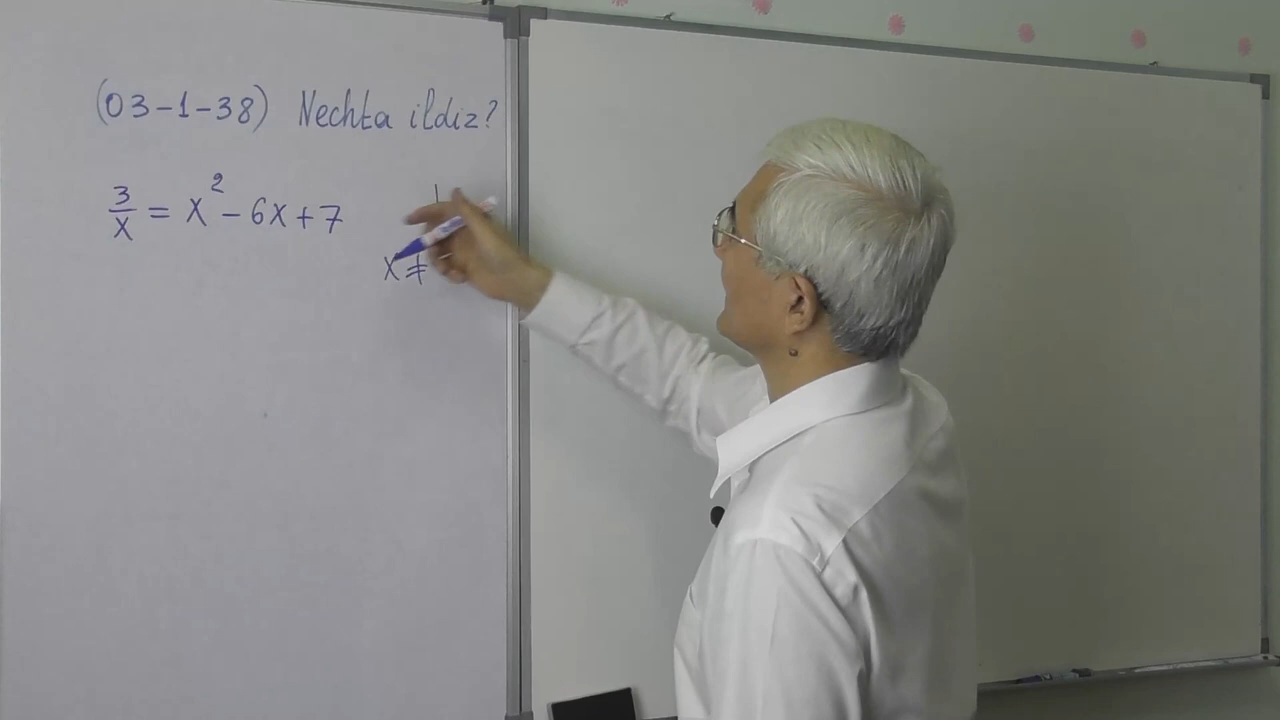 (03-1-38) Nechta ildiz?
3/x = x² - 6x + 7
x ≠